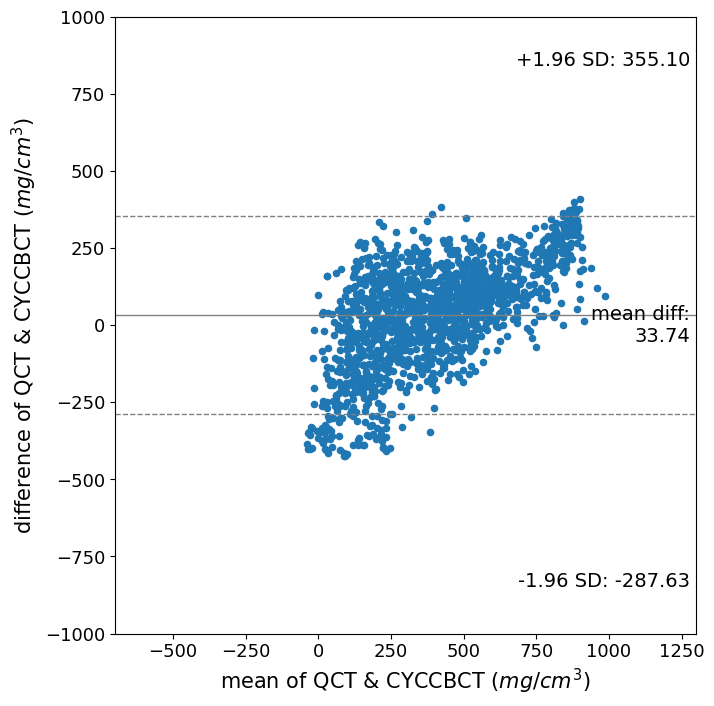 1000
+1.96 SD: 355.10
750
500
250
mean diff:
0
33.74
−250
−500
−750
-1.96 SD: -287.63
−1000
−500 −250 0 250 500 750 1000 1250
mean of QCT & CYCCBCT (mg/cm³)
difference of QCT & CYCCBCT (mg/cm³)